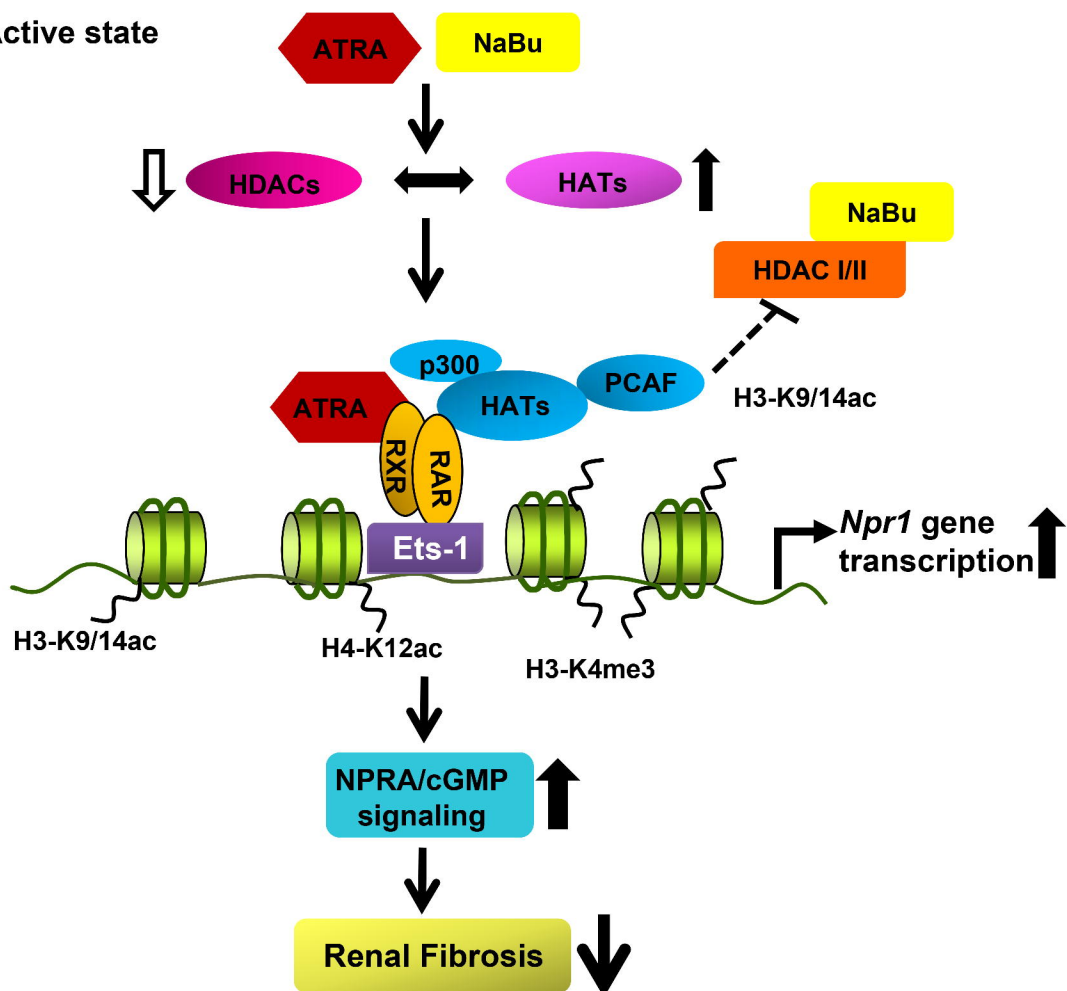 Active state
ATRA
NaBu
HDACs
HATs
NaBu
HDAC I/II
p300
PCAF
HATs
ATRA
H3-K9/14ac
RXR
RAR
Ets-1
Npr1 gene
transcription
H3-K9/14ac
H4-K12ac
H3-K4me3
NPRA/cGMP
signaling
Renal Fibrosis